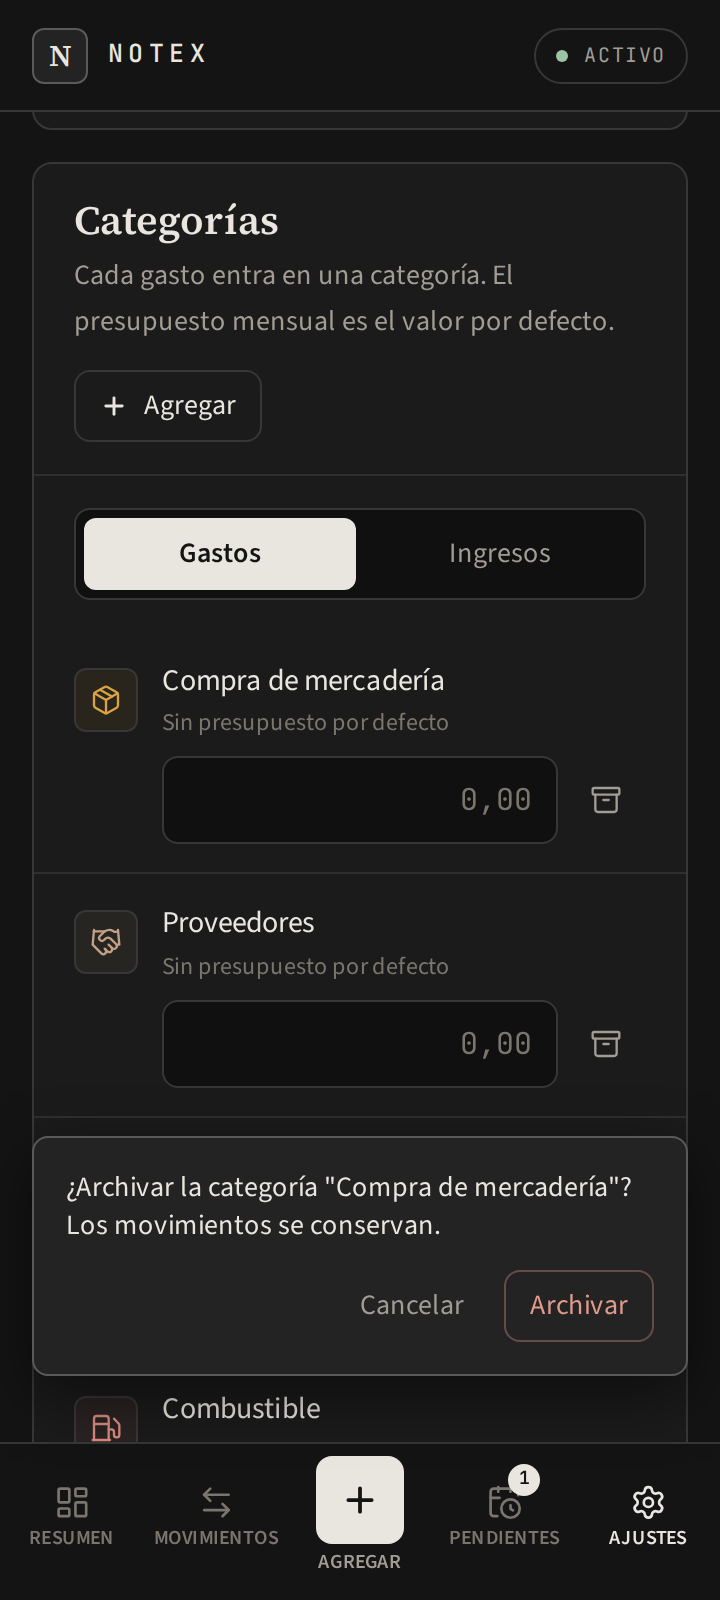 N NOTEX
ACTIVO
Categorías
Cada gasto entra en una categoría. El
presupuesto mensual es el valor por defecto.
+ Agregar
Gastos
Ingresos
Compra de mercadería
Sin presupuesto por defecto
0,00
Proveedores
Sin presupuesto por defecto
0,00
¿Archivar la categoría "Compra de mercadería"?
Los movimientos se conservan.
Cancelar
Archivar
Combustible
1
RESUMEN
MOVIMIENTOS
AGREGAR
PENDIENTES
AJUSTES